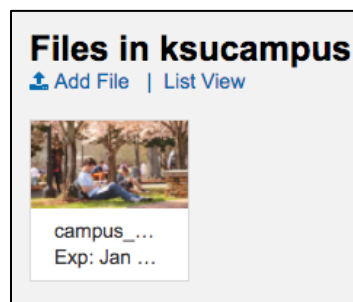 Files in ksucampus
Add File | List View
campus_...
Exp: Jan ...